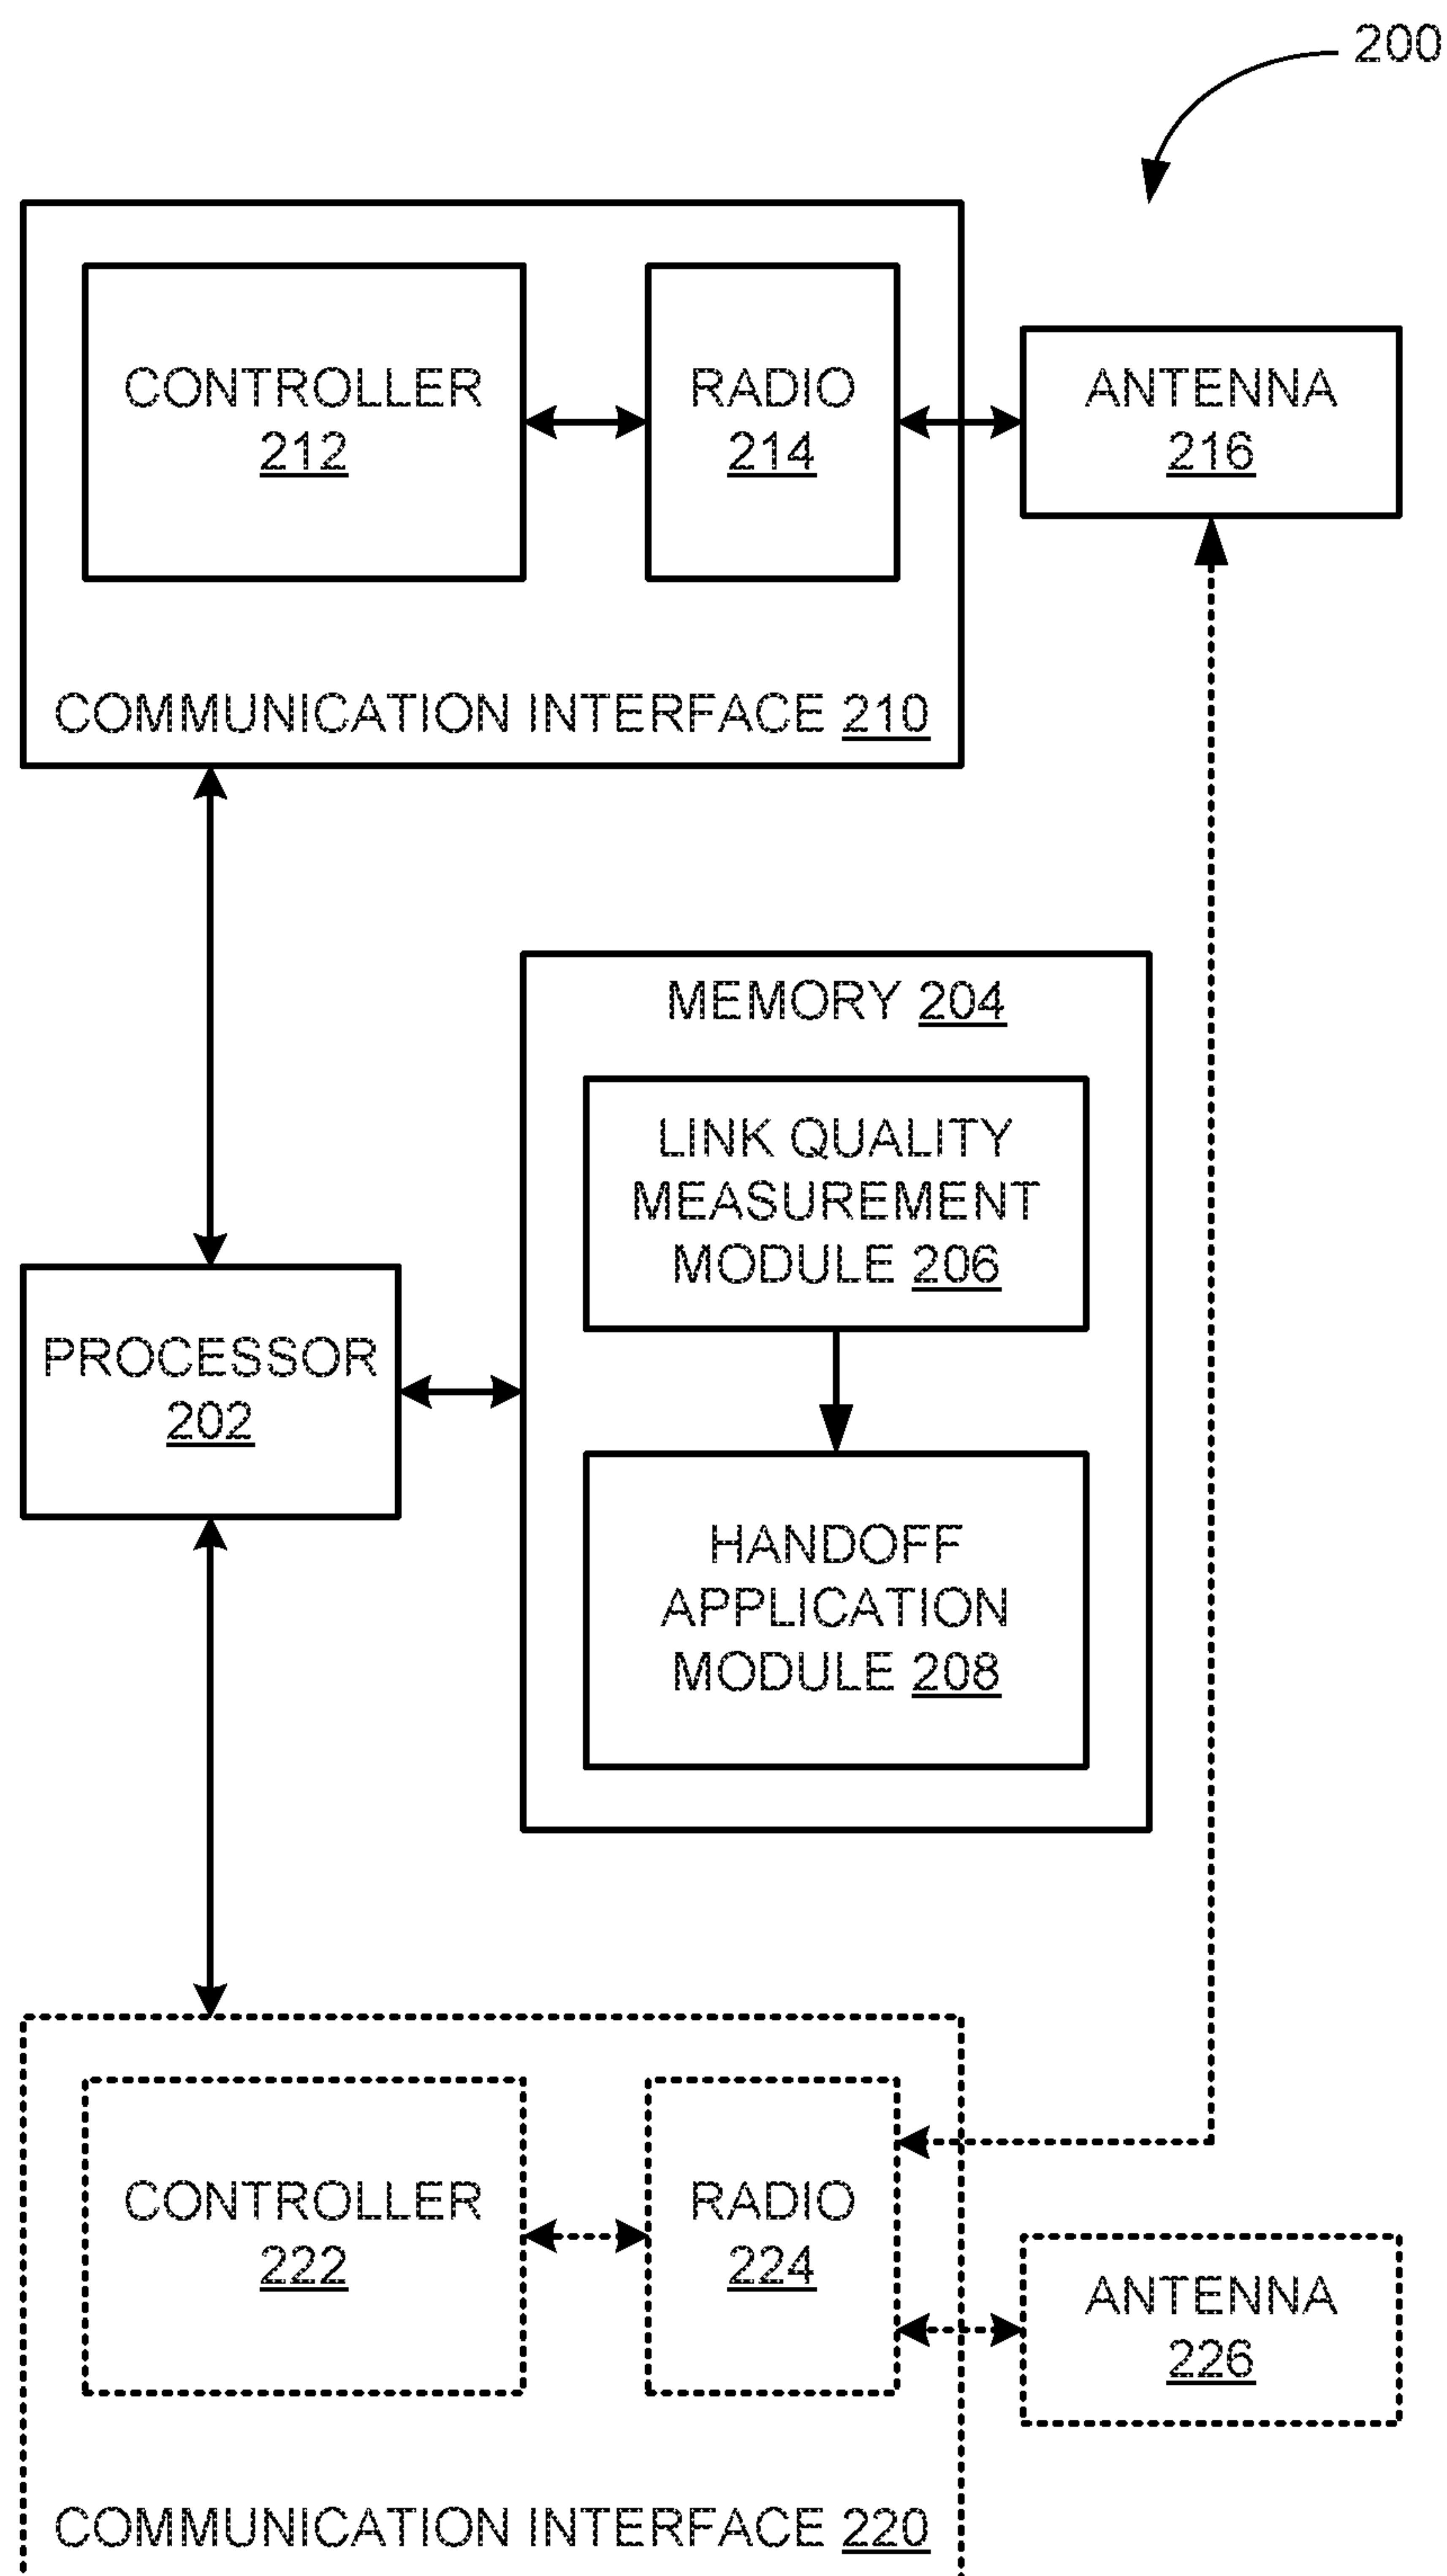 200
CONTROLLER
212
RADIO
214
ANTENNA
216
COMMUNICATION INTERFACE 210
MEMORY 204
LINK QUALITY
MEASUREMENT
MODULE 206
PROCESSOR
202
HANDOFF
APPLICATION
MODULE 208
CONTROLLER
222
RADIO
224
ANTENNA
226
COMMUNICATION INTERFACE 220